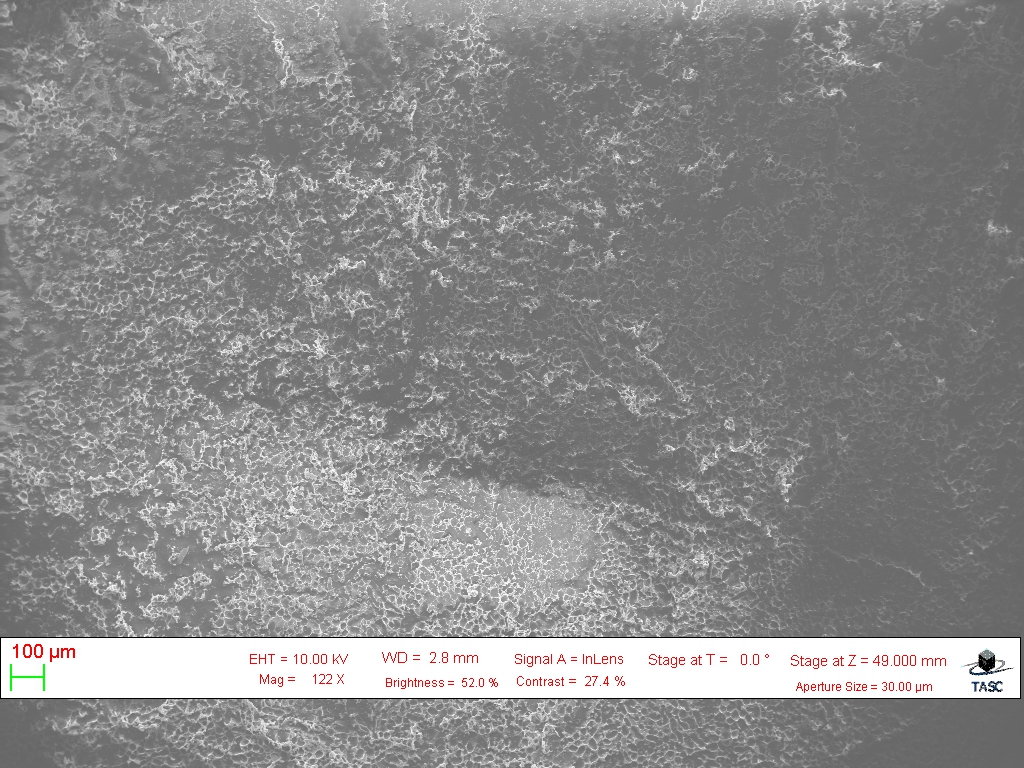 100 µm
EHT = 10.00 kV
WD = 2.8 mm
Signal A = InLens
Stage at T = 0.0 °
Stage at Z = 49.000 mm
Mag = 122 X
Brightness = 52.0 %
Contrast = 27.4 %
Aperture Size = 30.00 µm
TASC